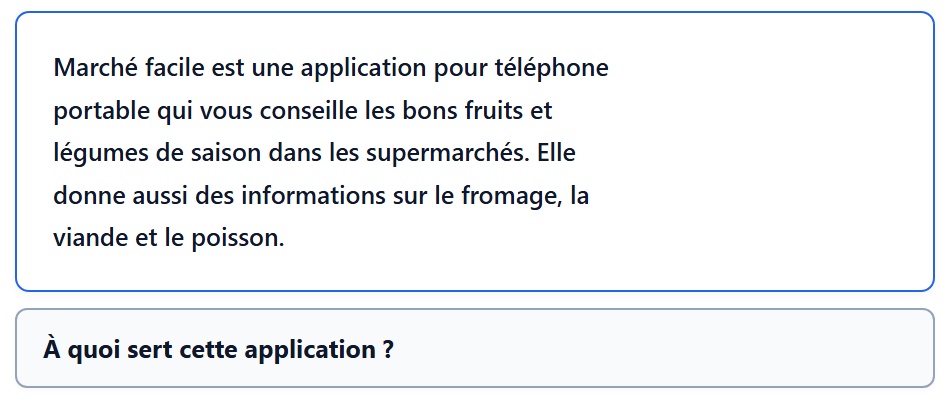 Marché facile est une application pour téléphone
portable qui vous conseille les bons fruits et
légumes de saison dans les supermarchés. Elle
donne aussi des informations sur le fromage, la
viande et le poisson.
À quoi sert cette application ?